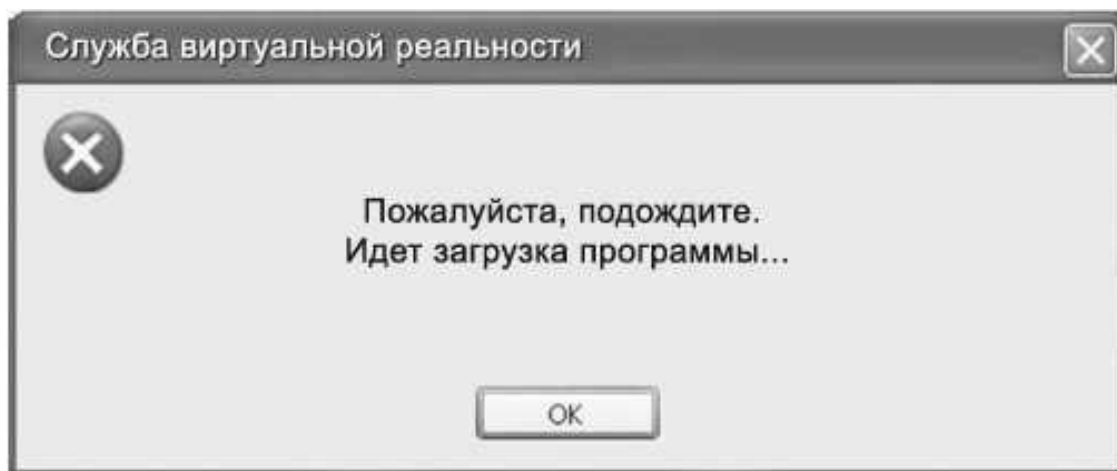 Служба виртуальной реальности
Пожалуйста, подождите.
Идет загрузка программы...
OK